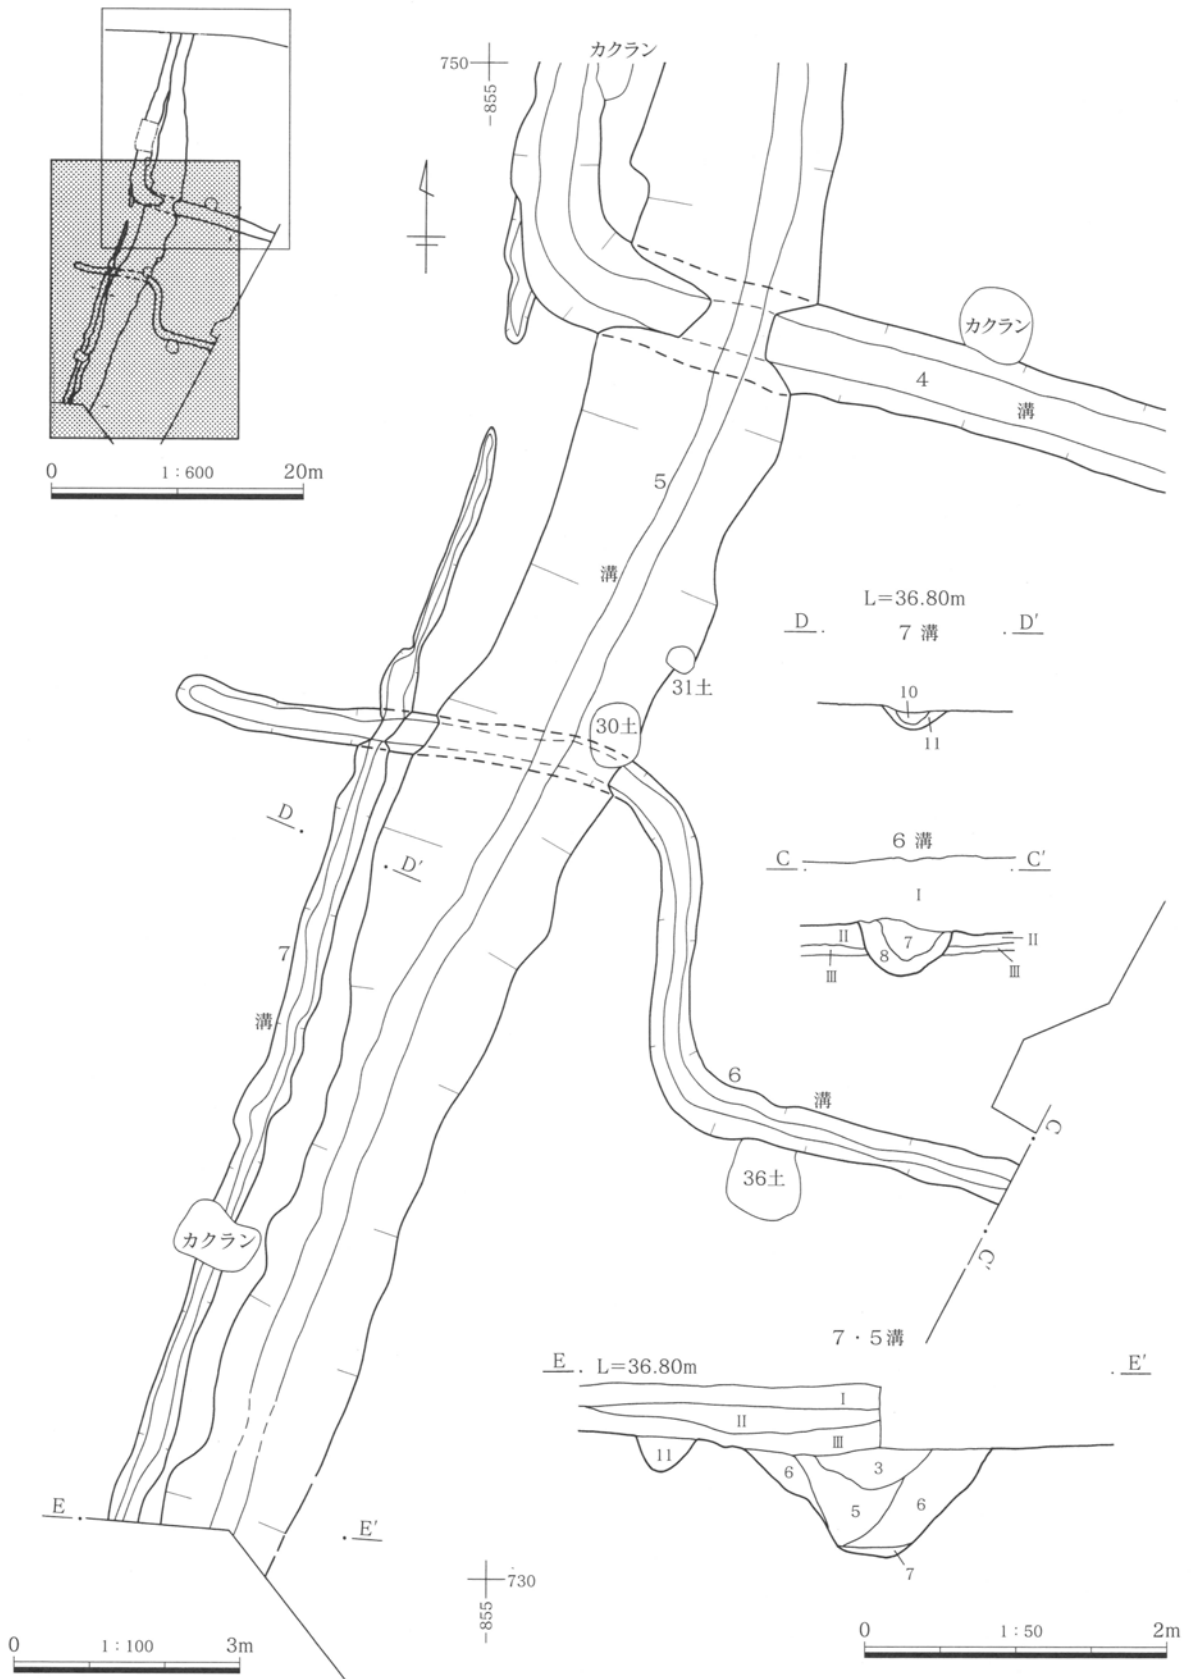 カクラン
750
-855
カクラン
4
溝
0 1：600 20m
5
溝
L＝36.80m
D 7 溝 D′
31土
10
30土
11
D
6 溝
C C′
D′
I
7
II 7 II
8
III III
溝
6
溝
C
36土
カクラン
C′
7・5溝
E L＝36.80m E′
I
II
III
11 3
6
5 6
E
E′
7
730
-855
0 1：100 3m
0 1：50 2m